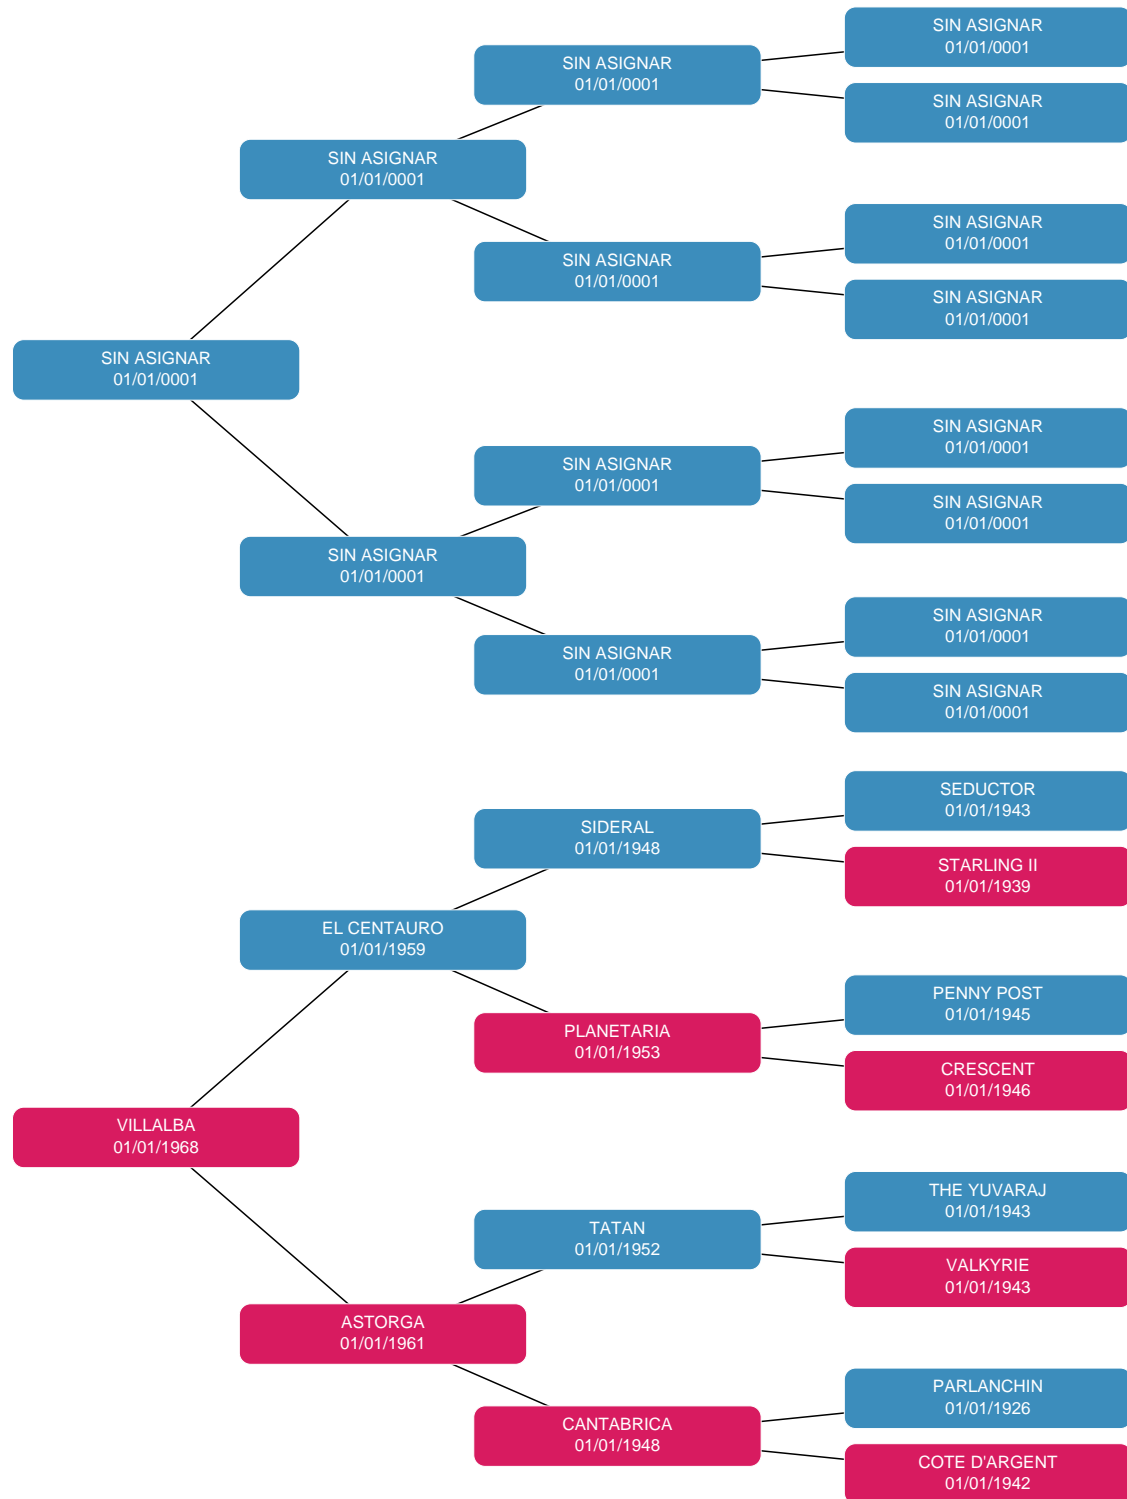 SIN ASIGNAR
01/01/0001
SIN ASIGNAR
01/01/0001
SIN ASIGNAR
01/01/0001
SIN ASIGNAR
01/01/0001
SIN ASIGNAR
01/01/0001
SIN ASIGNAR
01/01/0001
SIN ASIGNAR
01/01/0001
SIN ASIGNAR
01/01/0001
SIN ASIGNAR
01/01/0001
SIN ASIGNAR
01/01/0001
SIN ASIGNAR
01/01/0001
SIN ASIGNAR
01/01/0001
SIN ASIGNAR
01/01/0001
SIN ASIGNAR
01/01/0001
SIN ASIGNAR
01/01/0001
SEDUCTOR
01/01/1943
SIDERAL
01/01/1948
STARLING II
01/01/1939
EL CENTAURO
01/01/1959
PENNY POST
01/01/1945
PLANETARIA
01/01/1953
CRESCENT
01/01/1946
VILLALBA
01/01/1968
THE YUVARAJ
01/01/1943
TATAN
01/01/1952
VALKYRIE
01/01/1943
ASTORGA
01/01/1961
PARLANCHIN
01/01/1926
CANTABRICA
01/01/1948
COTE D'ARGENT
01/01/1942